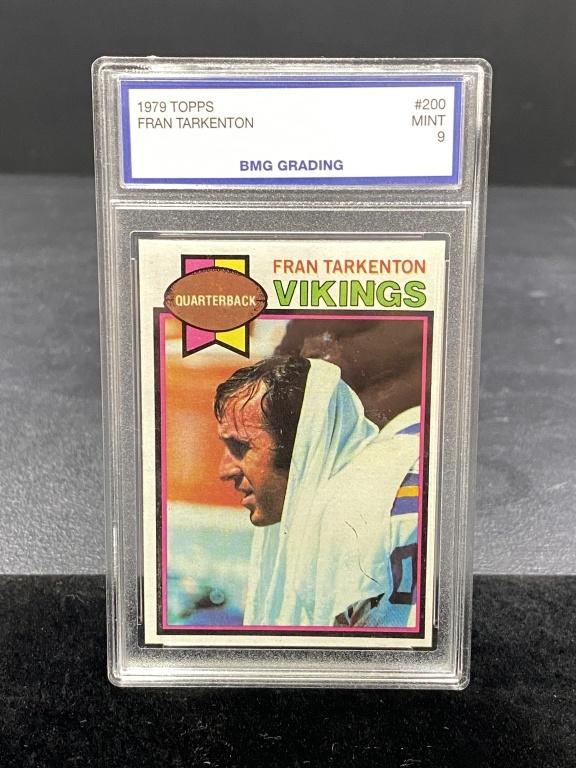 1979 TOPPS #200
FRAN TARKENTON MINT
9
BMG GRADING
FRAN TARKENTON
QUARTERBACK
VIKINGS